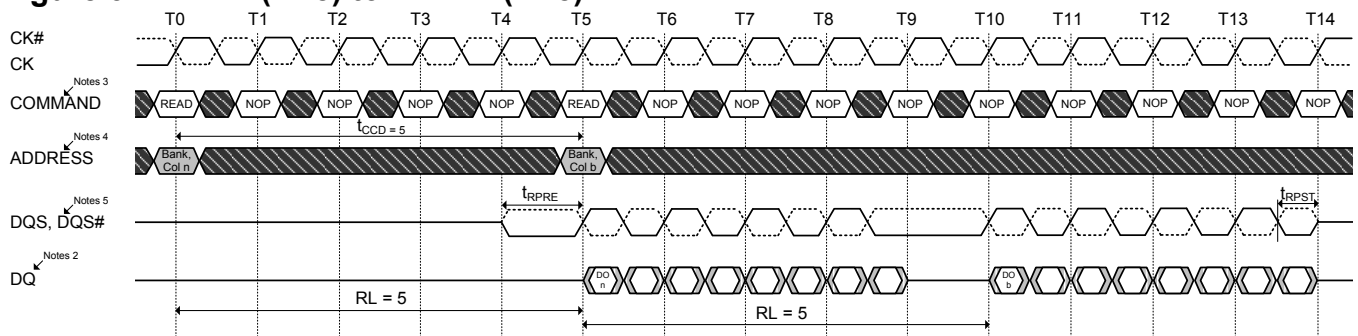 T0 T1 T2 T3 T4 T5 T6 T7 T8 T9 T10 T11 T12 T13 T14
CK#
CK
Notes 3
COMMAND READ NOP NOP NOP NOP READ NOP NOP NOP NOP NOP NOP NOP NOP NOP
tCCD = 5
Notes 4
ADDRESS Bank, Col n Bank, Col b
tRPRE tRPST
Notes 5
DQS, DQS#
Notes 2
DQ DO n DO b
RL = 5
RL = 5